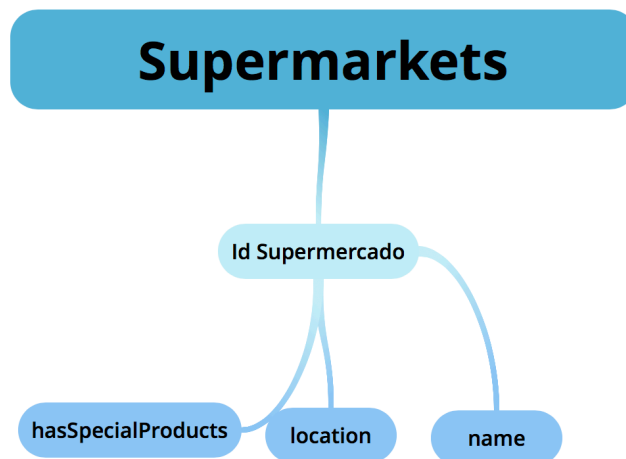 Supermarkets
Id Supermercado
hasSpecialProducts
location
name